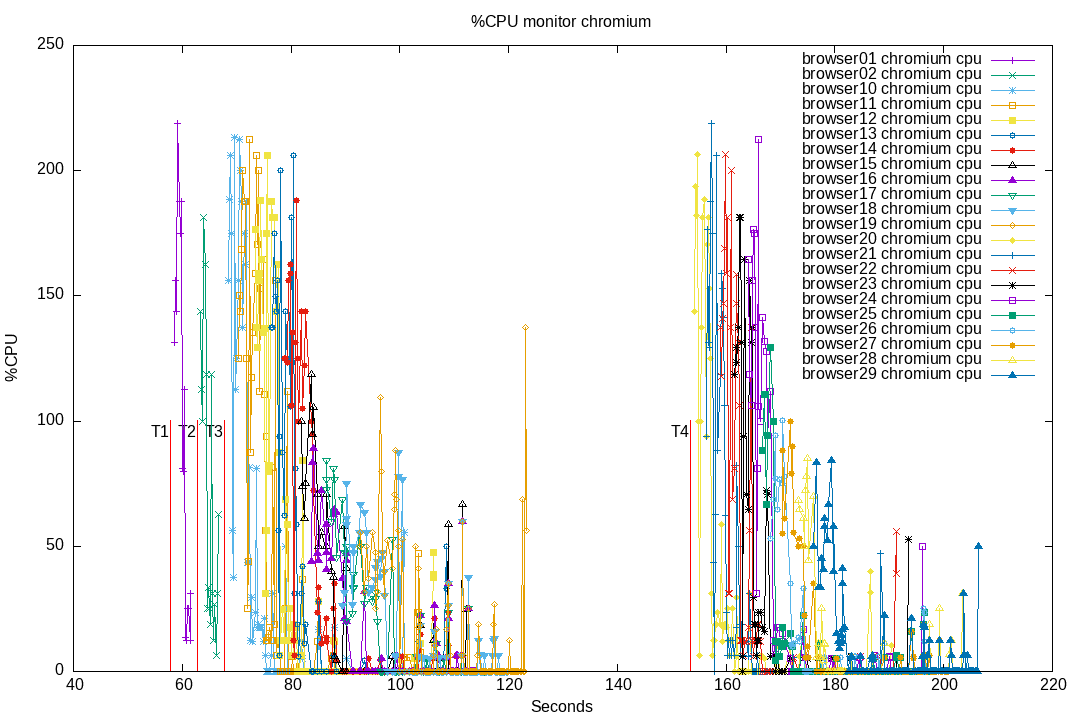 %CPU monitor chromium
250
200
150
100
50
0
%CPU
browser01 chromium cpu
browser02 chromium cpu
browser10 chromium cpu
browser11 chromium cpu
browser12 chromium cpu
browser13 chromium cpu
browser14 chromium cpu
browser15 chromium cpu
browser16 chromium cpu
browser17 chromium cpu
browser18 chromium cpu
browser19 chromium cpu
browser20 chromium cpu
browser21 chromium cpu
browser22 chromium cpu
browser23 chromium cpu
browser24 chromium cpu
browser25 chromium cpu
browser26 chromium cpu
browser27 chromium cpu
browser28 chromium cpu
browser29 chromium cpu
T1 T2 T3 T4
40 60 80 100 120 140 160 180 200 220
Seconds